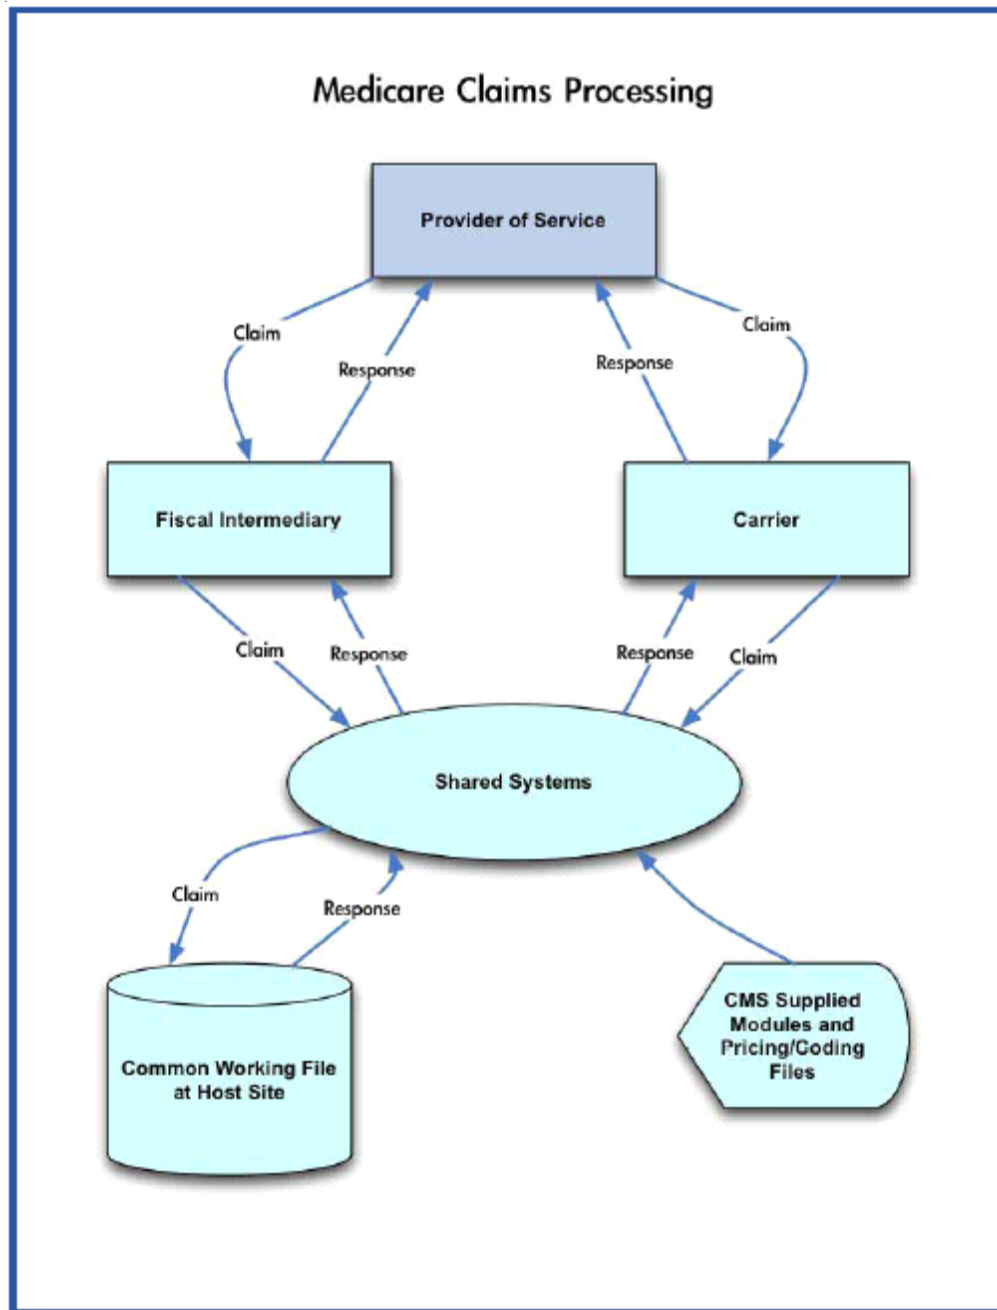 Medicare Claims Processing
Provider of Service
Claim
Claim
Response
Response
Fiscal Intermediary
Carrier
Claim
Response
Response
Claim
Shared Systems
Claim
Response
CMS Supplied
Modules and
Pricing/Coding
Files
Common Working File
at Host Site